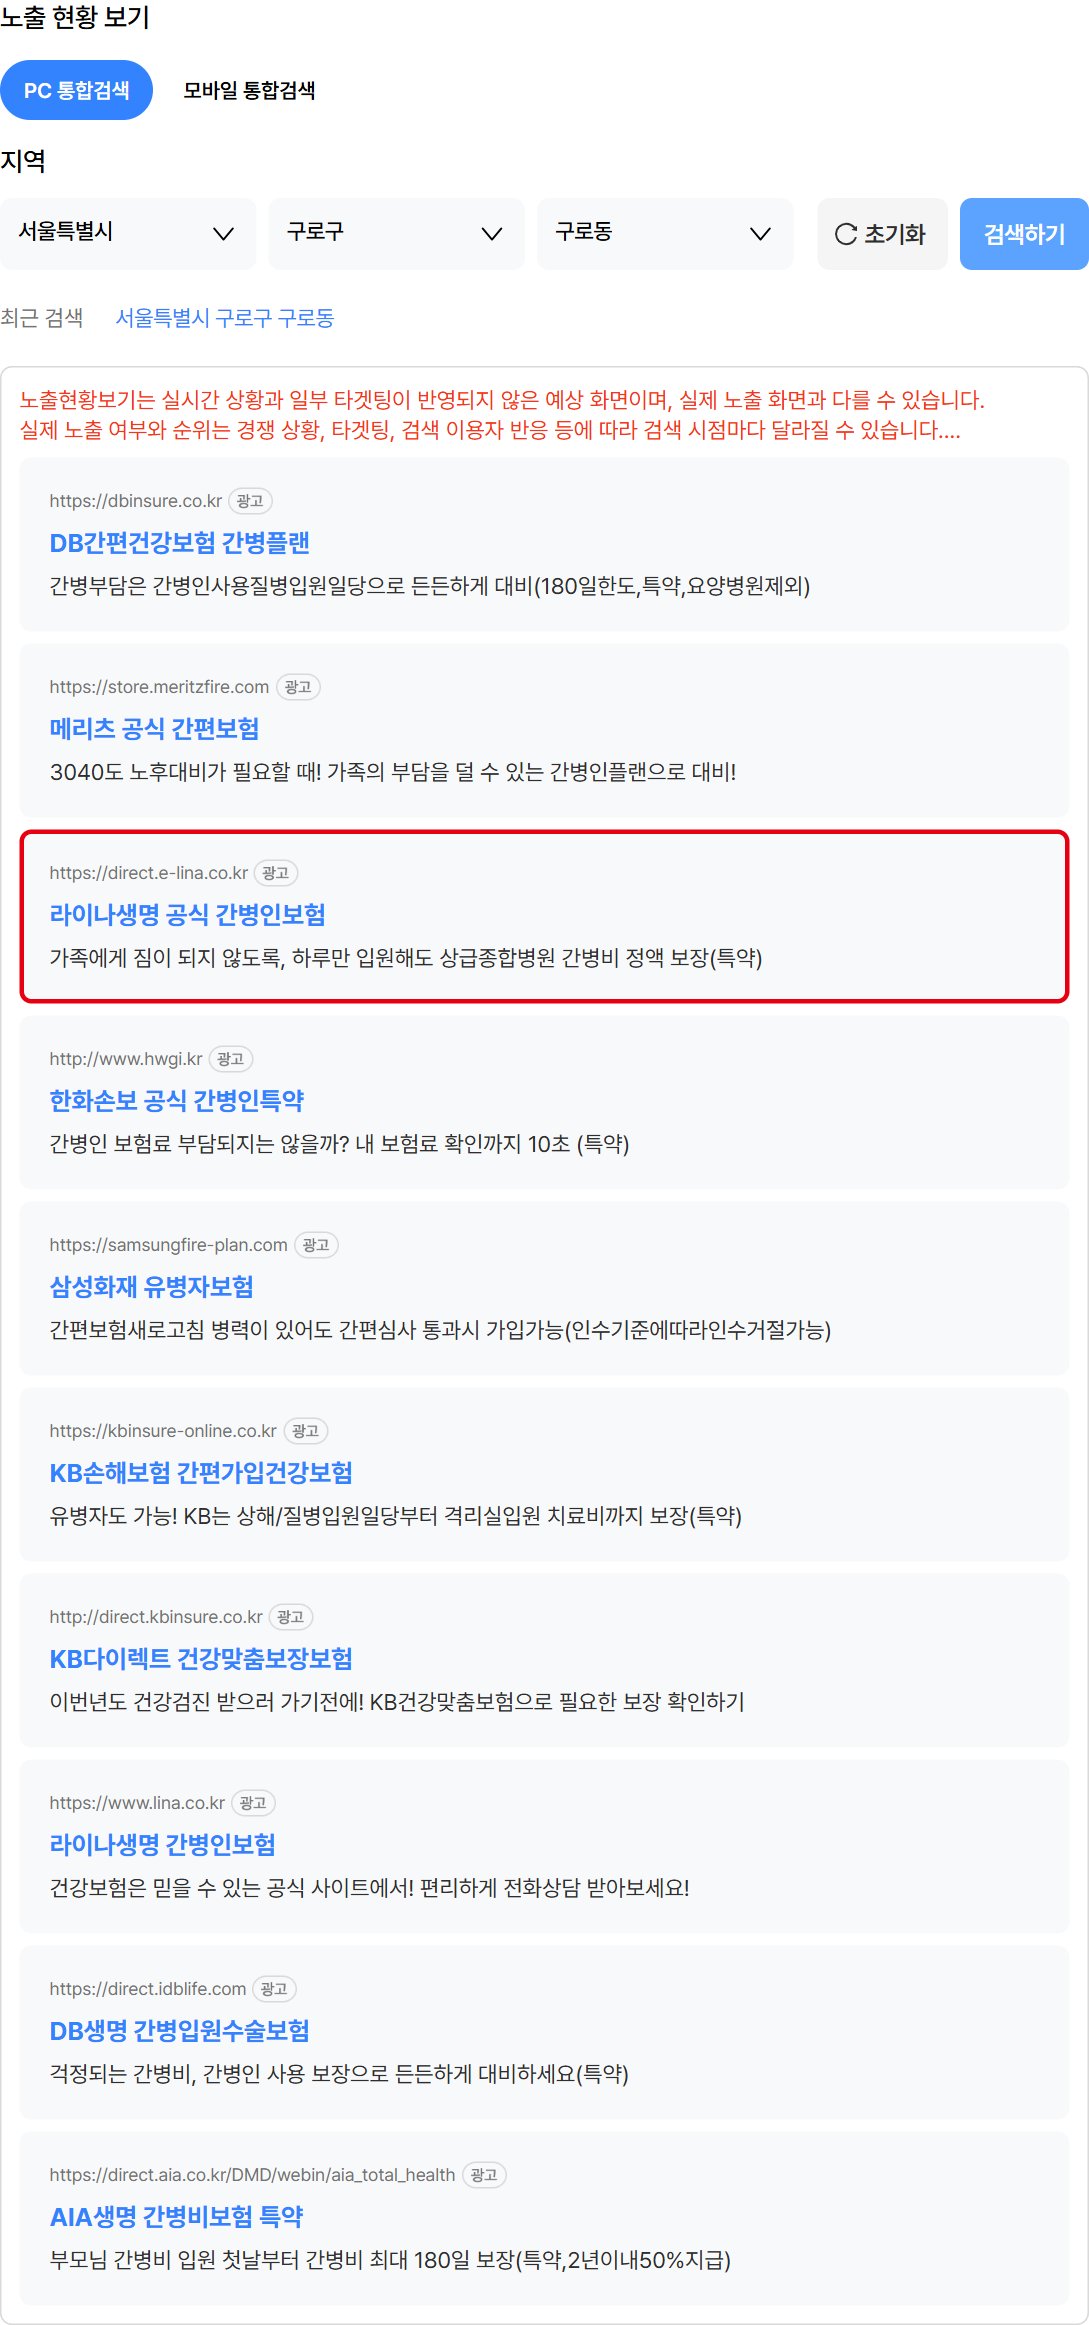 노출 현황 보기
PC 통합검색 모바일 통합검색
지역
서울특별시 구로구 구로동 초기화 검색하기
최근 검색 서울특별시 구로구 구로동
노출현황보기는 실시간 상황과 일부 타겟팅이 반영되지 않은 예상 화면이며, 실제 노출 화면과 다를 수 있습니다.
실제 노출 여부와 순위는 경쟁 상황, 타겟팅, 검색 이용자 반응 등에 따라 검색 시점마다 달라질 수 있습니다....
https://dbinsure.co.kr 광고
DB간편건강보험 간병플랜
간병부담은 간병인사용질병입원일당으로 든든하게 대비(180일한도,특약,요양병원제외)
https://store.meritzfire.com 광고
메리츠 공식 간편보험
3040도 노후대비가 필요할 때! 가족의 부담을 덜 수 있는 간병인플랜으로 대비!
https://direct.e-lina.co.kr 광고
라이나생명 공식 간병인보험
가족에게 짐이 되지 않도록, 하루만 입원해도 상급종합병원 간병비 정액 보장(특약)
http://www.hwgi.kr 광고
한화손보 공식 간병인특약
간병인 보험료 부담되지는 않을까? 내 보험료 확인까지 10초 (특약)
https://samsungfire-plan.com 광고
삼성화재 유병자보험
간편보험새로고침 병력이 있어도 간편심사 통과시 가입가능(인수기준에따라인수거절가능)
https://kbinsure-online.co.kr 광고
KB손해보험 간편가입건강보험
유병자도 가능! KB는 상해/질병입원일당부터 격리실입원 치료비까지 보장(특약)
http://direct.kbinsure.co.kr 광고
KB다이렉트 건강맞춤보장보험
이번년도 건강검진 받으러 가기전에! KB건강맞춤보험으로 필요한 보장 확인하기
https://www.lina.co.kr 광고
라이나생명 간병인보험
건강보험은 믿을 수 있는 공식 사이트에서! 편리하게 전화상담 받아보세요!
https://direct.idblife.com 광고
DB생명 간병입원수술보험
걱정되는 간병비, 간병인 사용 보장으로 든든하게 대비하세요(특약)
https://direct.aia.co.kr/DMD/webin/aia_total_health 광고
AIA생명 간병비보험 특약
부모님 간병비 입원 첫날부터 간병비 최대 180일 보장(특약,2년이내50%지급)